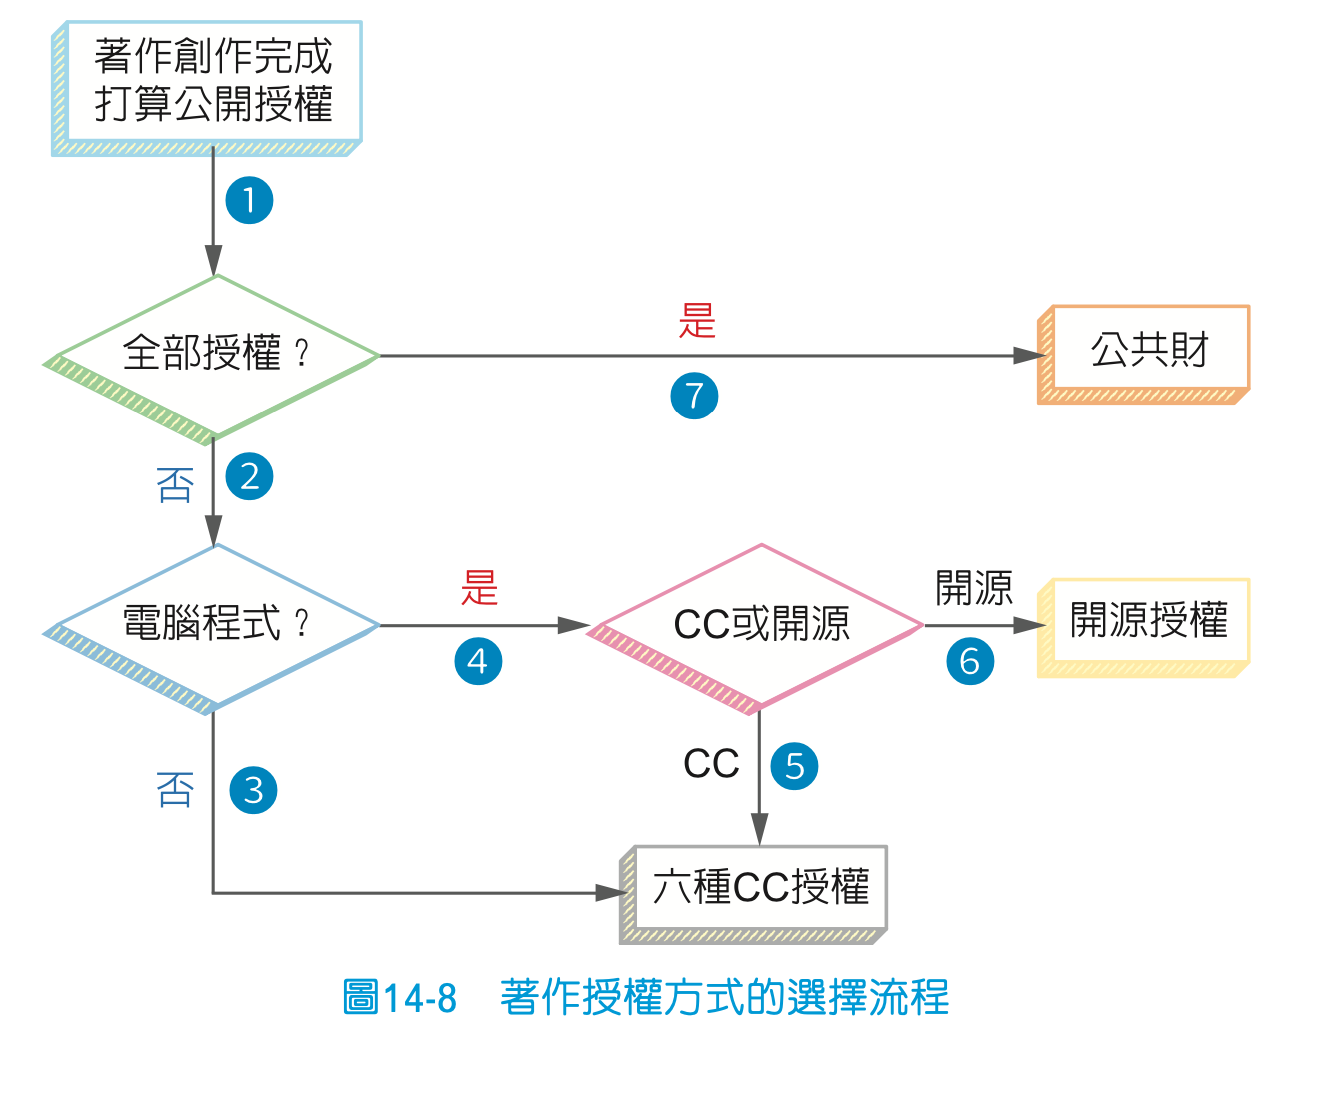 著作創作完成
打算公開授權
1
全部授權？
是
7
公共財
否
2
電腦程式？
是
4
CC或開源
開源
6
開源授權
否
3
CC
5
六種CC授權
圖14-8　著作授權方式的選擇流程